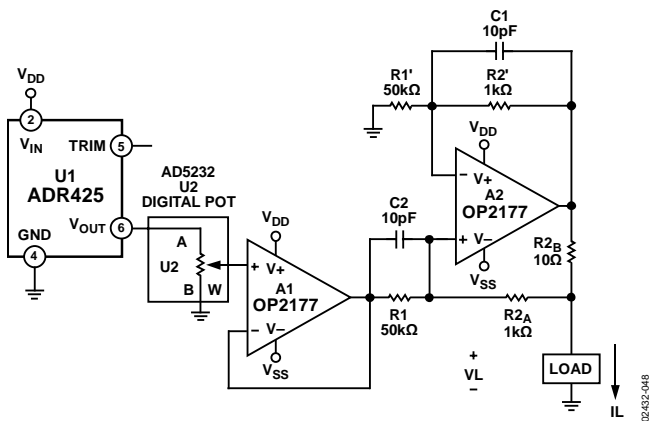 C1
10pF
R1'
50kΩ
R2'
1kΩ
VDD
2
VIN
TRIM
5
U1
ADR425
VOUT
6
GND
4
AD5232
U2
DIGITAL POT
A
U2
B
W
VDD
+
V+
A1
OP2177
−
V−
VSS
C2
10pF
R1
50kΩ
VDD
−
V+
A2
OP2177
+
V−
VSS
R2B
10Ω
R2A
1kΩ
+
VL
−
LOAD
IL
02432-048